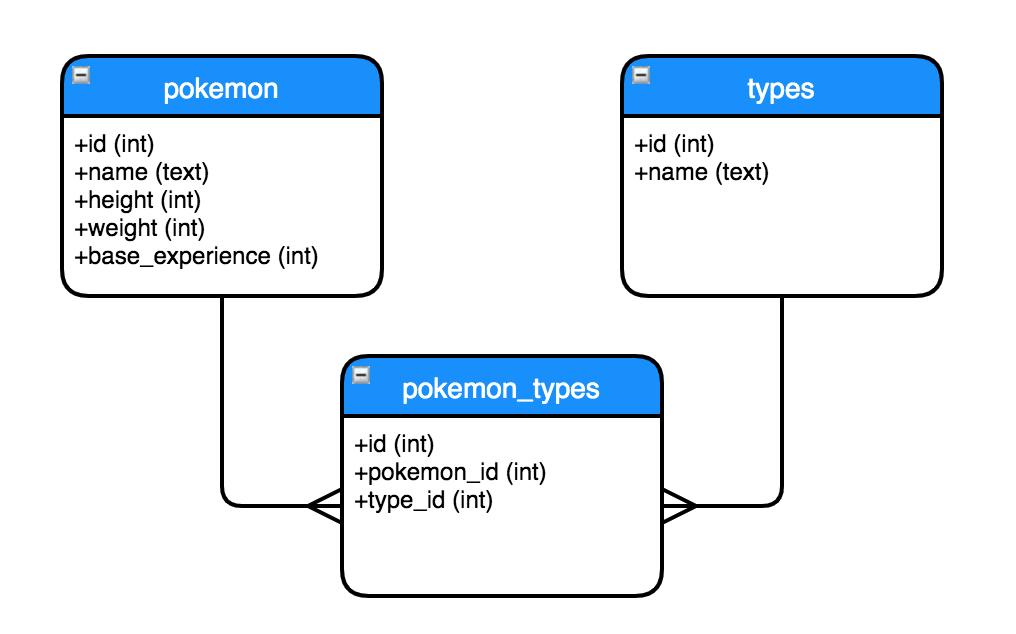 pokemon
+id (int)
+name (text)
+height (int)
+weight (int)
+base_experience (int)
types
+id (int)
+name (text)
pokemon_types
+id (int)
+pokemon_id (int)
+type_id (int)